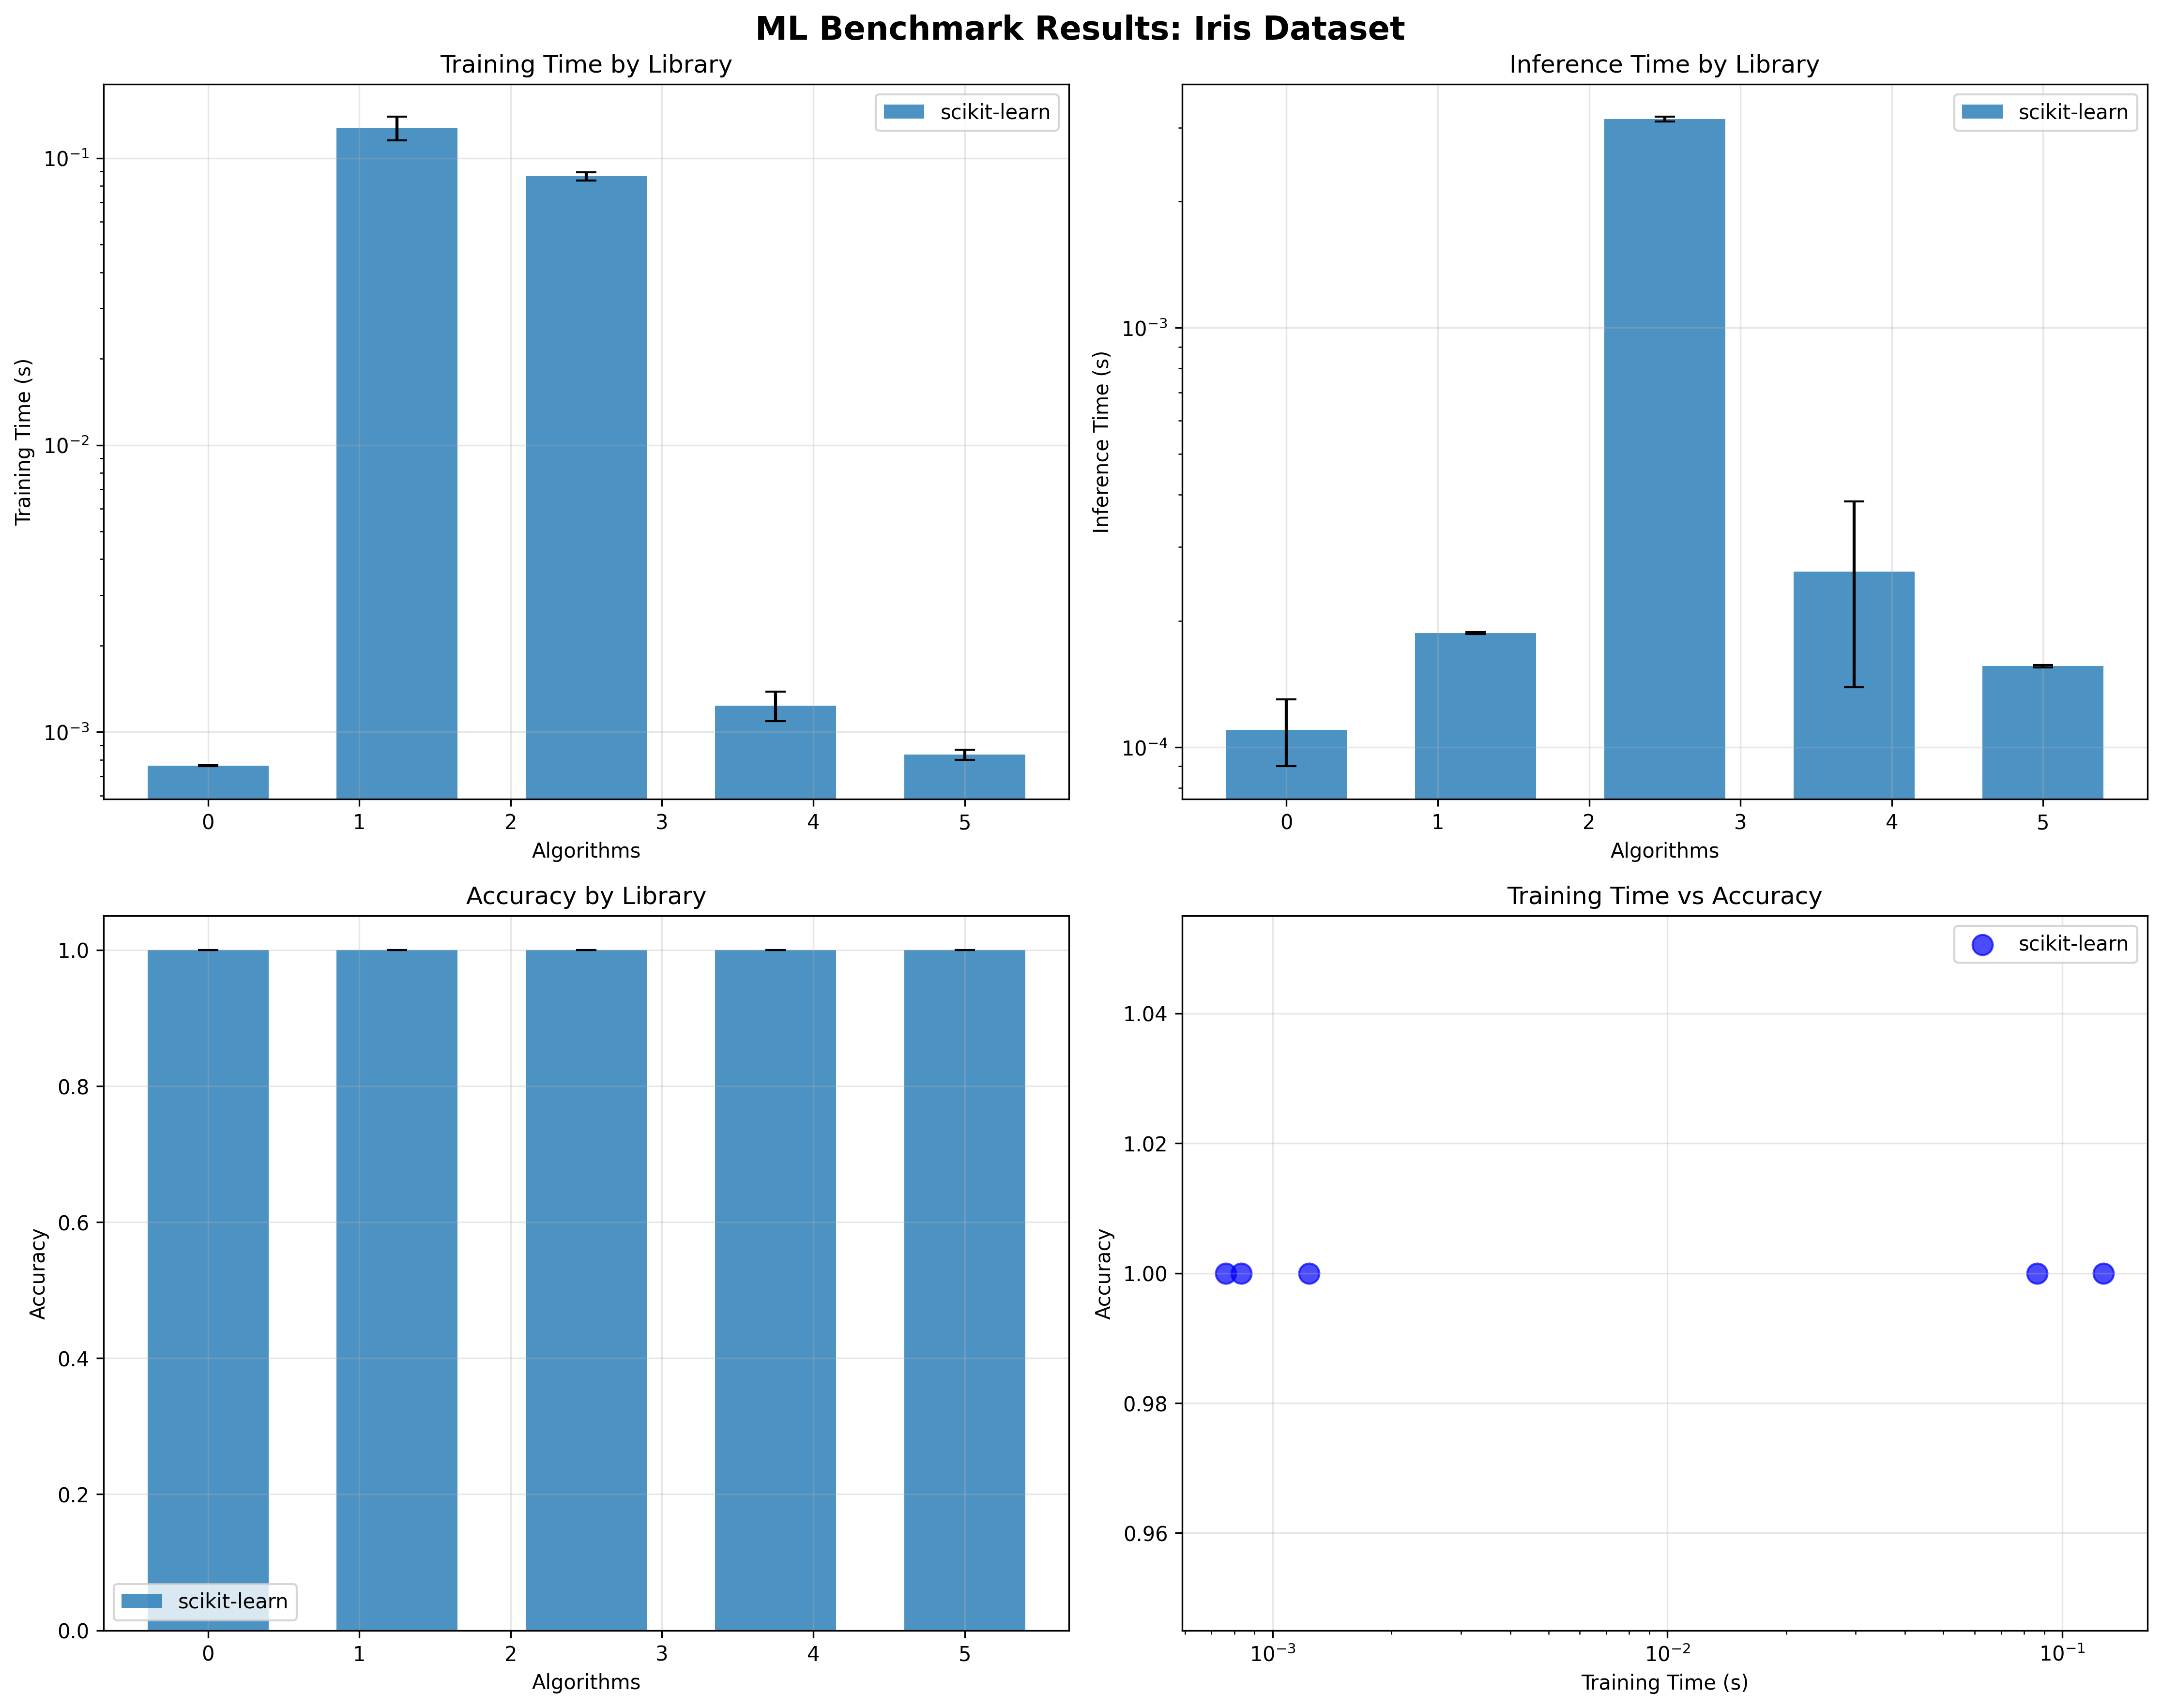 ML Benchmark Results: Iris Dataset
Training Time by Library
scikit-learn
10⁻¹
10⁻²
10⁻³
Training Time (s)
0 1 2 3 4 5
Algorithms
Inference Time by Library
scikit-learn
10⁻³
10⁻⁴
Inference Time (s)
0 1 2 3 4 5
Algorithms
Accuracy by Library
1.0
0.8
0.6
0.4
0.2
0.0
Accuracy
scikit-learn
0 1 2 3 4 5
Algorithms
Training Time vs Accuracy
scikit-learn
1.04
1.02
1.00
0.98
0.96
Accuracy
10⁻³ 10⁻² 10⁻¹
Training Time (s)